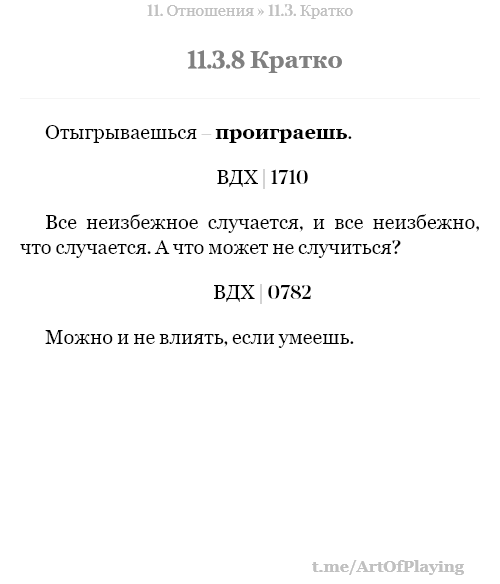 11. Отношения » 11.3. Кратко
11.3.8 Кратко
Отыгрываешься – проиграешь.
ВДХ | 1710
Все неизбежное случается, и все неизбежно,
что случается. А что может не случиться?
ВДХ | 0782
Можно и не влиять, если умеешь.
t.me/ArtOfPlaying